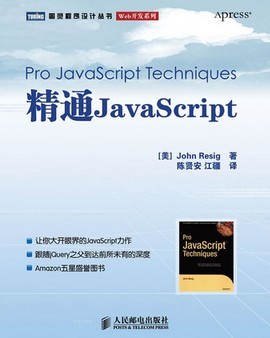 TURING 图灵程序设计丛书 Web开发系列 Apress®
Pro JavaScript Techniques
精通JavaScript
[美] John Resig 著
陈贤安 江疆 译
让你大开眼界的JavaScript力作
跟随jQuery之父到达前所未有的深度
Amazon五星盛誉图书
Pro
JavaScript
Techniques
John Resig
人民邮电出版社
POSTS & TELECOM PRESS